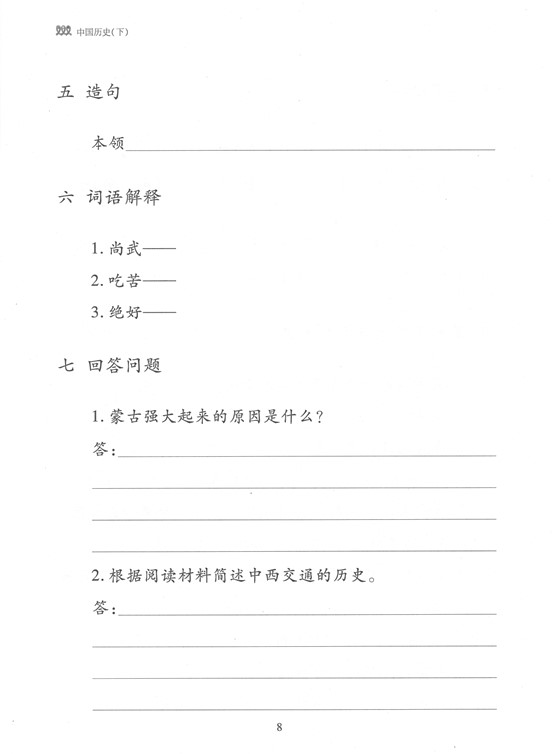 中国历史(下)
五 造句
本领
六 词语解释
1. 尚武——
2. 吃苦——
3. 绝好——
七 回答问题
1. 蒙古强大起来的原因是什么?
答:
2. 根据阅读材料简述中西交通的历史。
答:
8